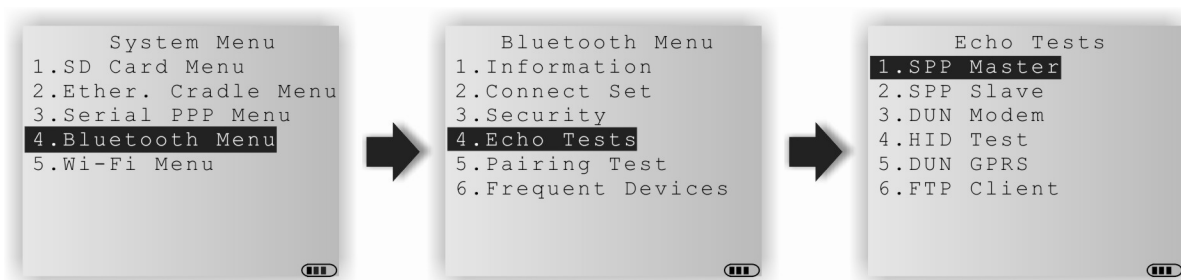 System Menu
1.SD Card Menu
2.Ether. Cradle Menu
3.Serial PPP Menu
4.Bluetooth Menu
5.Wi-Fi Menu
Bluetooth Menu
1.Information
2.Connect Set
3.Security
4.Echo Tests
5.Pairing Test
6.Frequent Devices
Echo Tests
1.SPP Master
2.SPP Slave
3.DUN Modem
4.HID Test
5.DUN GPRS
6.FTP Client